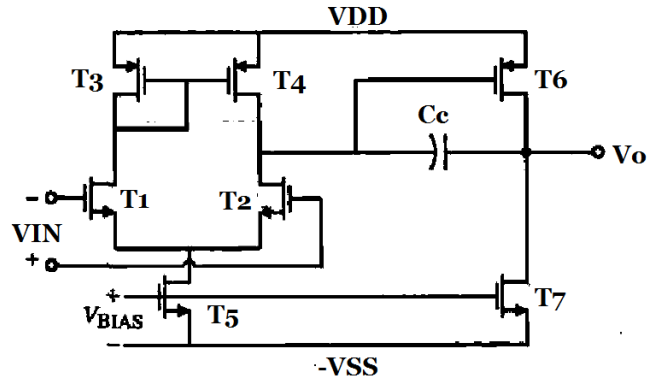 VDD
T3
T4
T6
Cc
Vo
−
T1
T2
VIN
+
+
VBIAS
T5
T7
−
-VSS